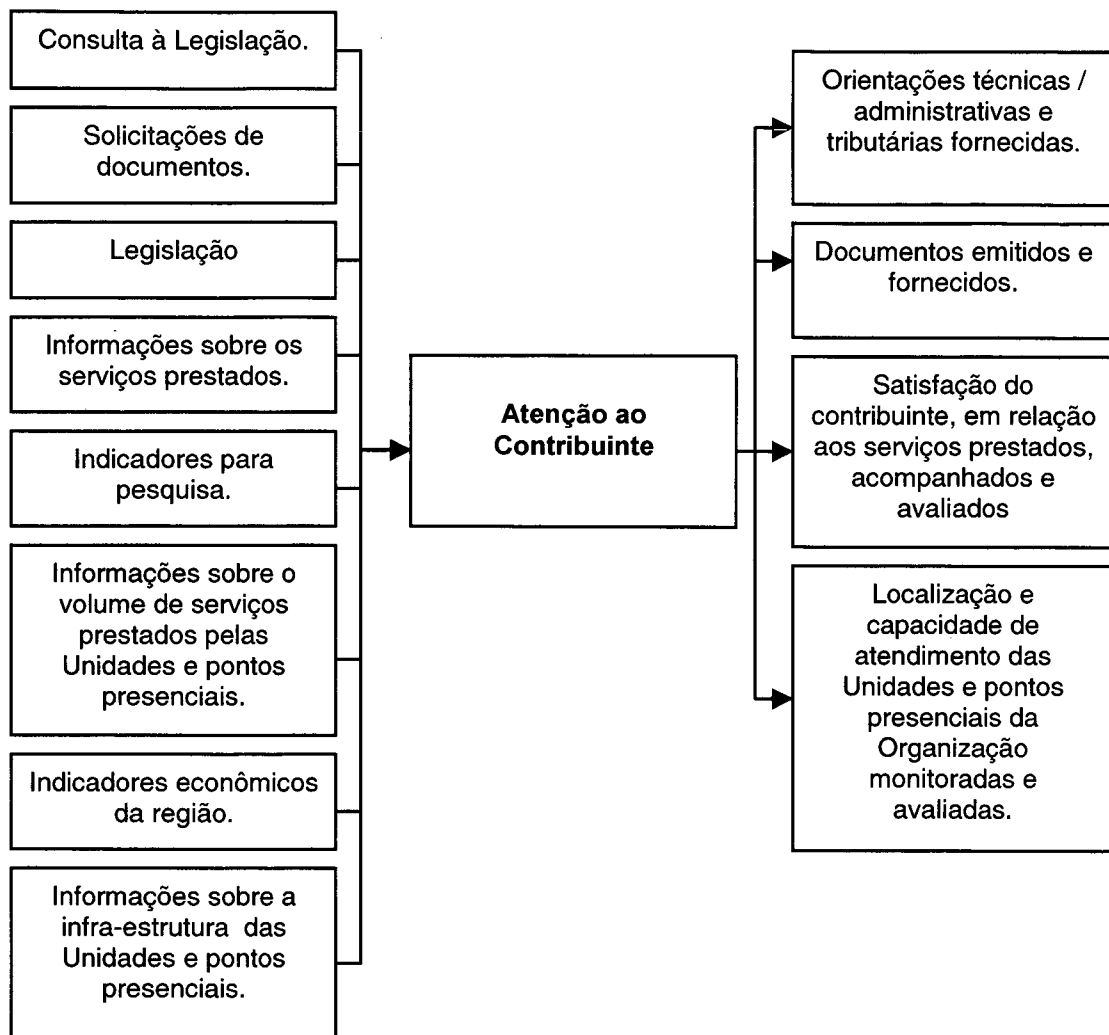 Consulta à Legislação.
Solicitações de
documentos.
Legislação
Informações sobre os
serviços prestados.
Indicadores para
pesquisa.
Informações sobre o
volume de serviços
prestados pelas
Unidades e pontos
presenciais.
Indicadores econômicos
da região.
Informações sobre a
infra-estrutura das
Unidades e pontos
presenciais.
Atenção ao
Contribuinte
Orientações técnicas /
administrativas e
tributárias fornecidas.
Documentos emitidos e
fornecidos.
Satisfação do
contribuinte, em relação
aos serviços prestados,
acompanhados e
avaliados
Localização e
capacidade de
atendimento das
Unidades e pontos
presenciais da
Organização
monitoradas e
avaliadas.